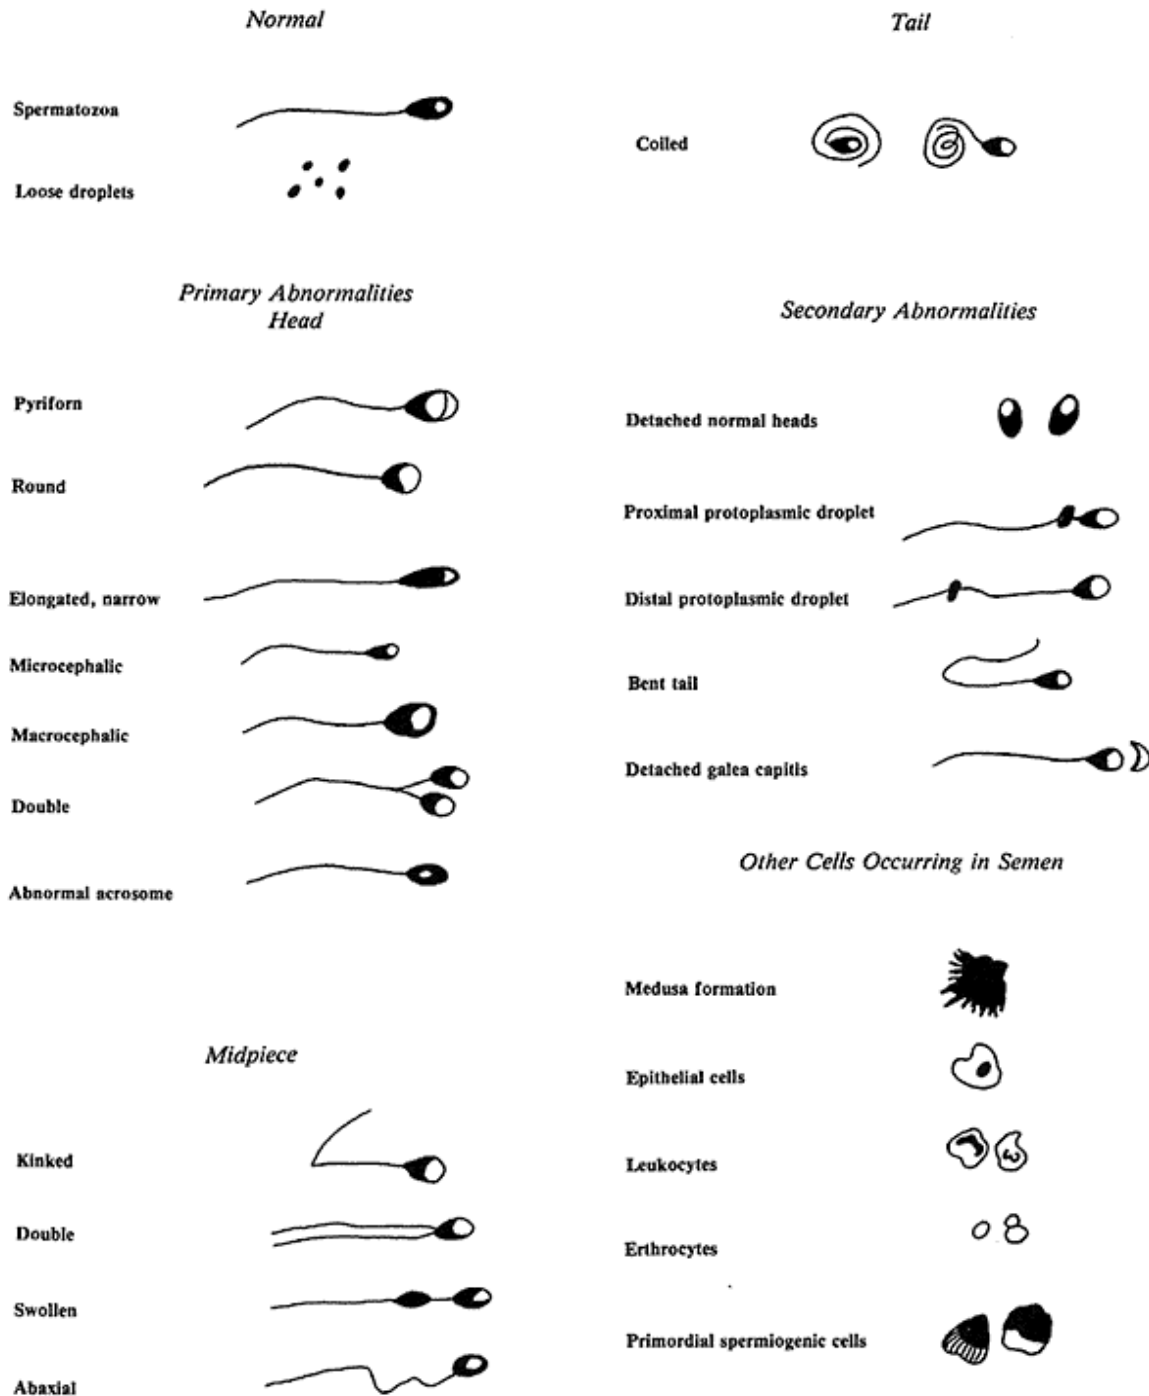 Normal
Spermatozoa
Loose droplets
Primary Abnormalities
Head
Pyriforn
Round
Elongated, narrow
Microcephalic
Macrocephalic
Double
Abnormal acrosome
Midpiece
Kinked
Double
Swollen
Abaxial
Tail
Coiled
Secondary Abnormalities
Detached normal heads
Proximal protoplasmic droplet
Distal protoplasmic droplet
Bent tail
Detached galea capitis
Other Cells Occurring in Semen
Medusa formation
Epithelial cells
Leukocytes
Erthrocytes
Primordial spermiogenic cells